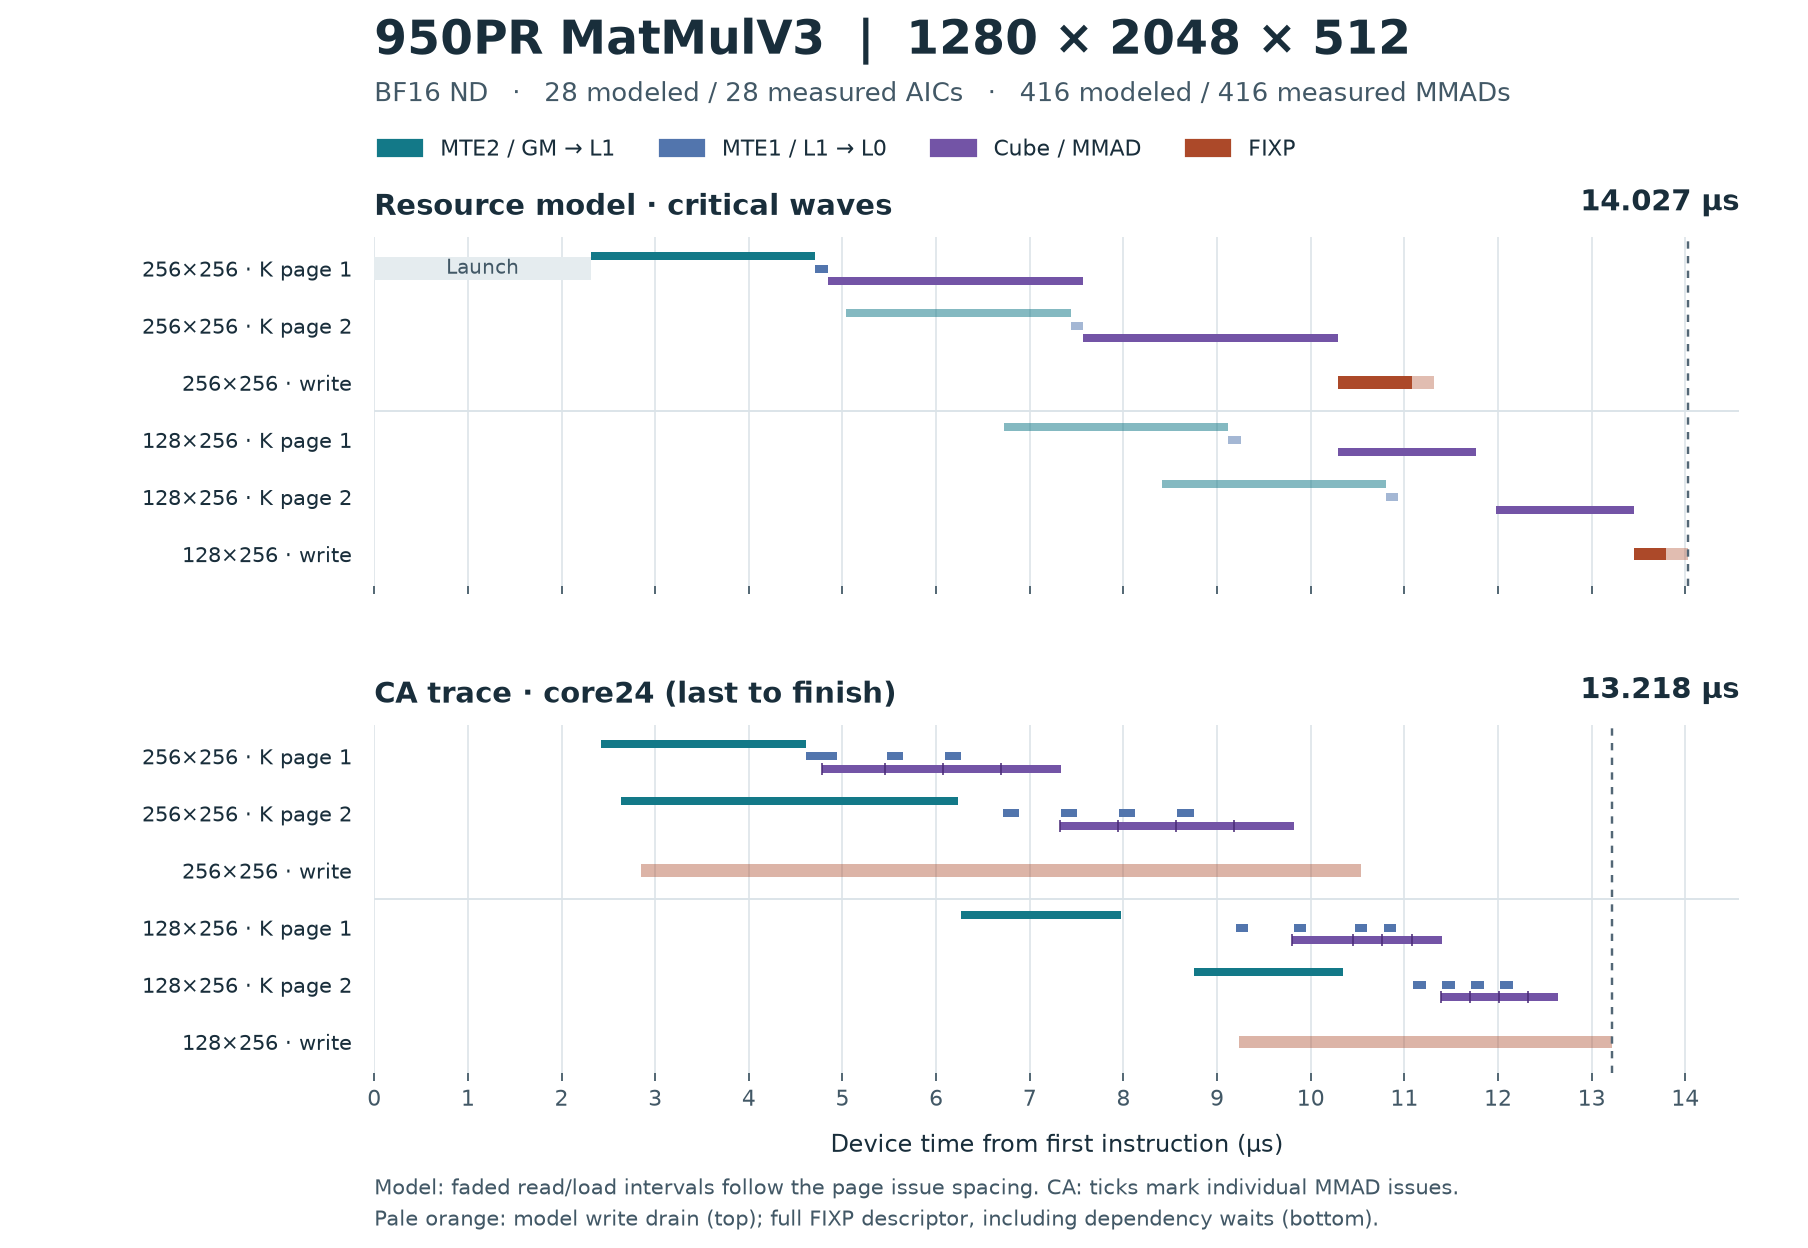 950PR MatMulV3 | 1280 × 2048 × 512
BF16 ND · 28 modeled / 28 measured AICs · 416 modeled / 416 measured MMADs
MTE2 / GM → L1
MTE1 / L1 → L0
Cube / MMAD
FIXP
Resource model · critical waves
14.027 µs
256×256 · K page 1
Launch
256×256 · K page 2
256×256 · write
128×256 · K page 1
128×256 · K page 2
128×256 · write
CA trace · core24 (last to finish)
13.218 µs
256×256 · K page 1
256×256 · K page 2
256×256 · write
128×256 · K page 1
128×256 · K page 2
128×256 · write
0 1 2 3 4 5 6 7 8 9 10 11 12 13 14
Device time from first instruction (µs)
Model: faded read/load intervals follow the page issue spacing. CA: ticks mark individual MMAD issues.
Pale orange: model write drain (top); full FIXP descriptor, including dependency waits (bottom).